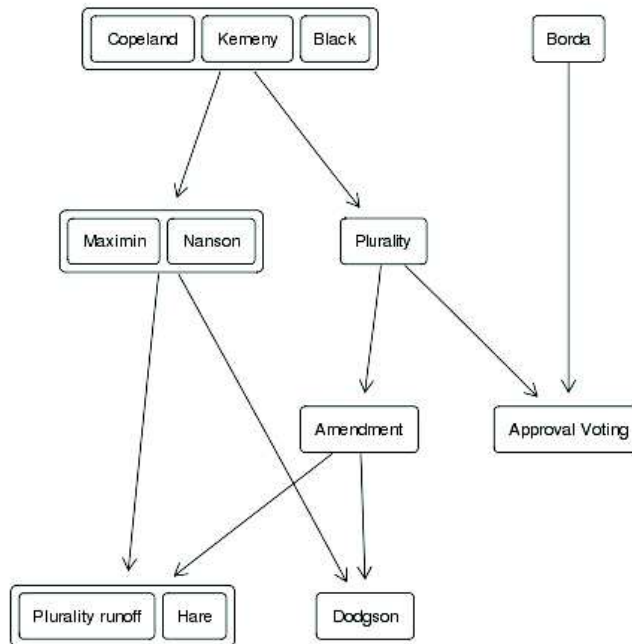 Copeland Kemeny Black Borda
Maximin Nanson Plurality
Amendment Approval Voting
Plurality runoff Hare Dodgson